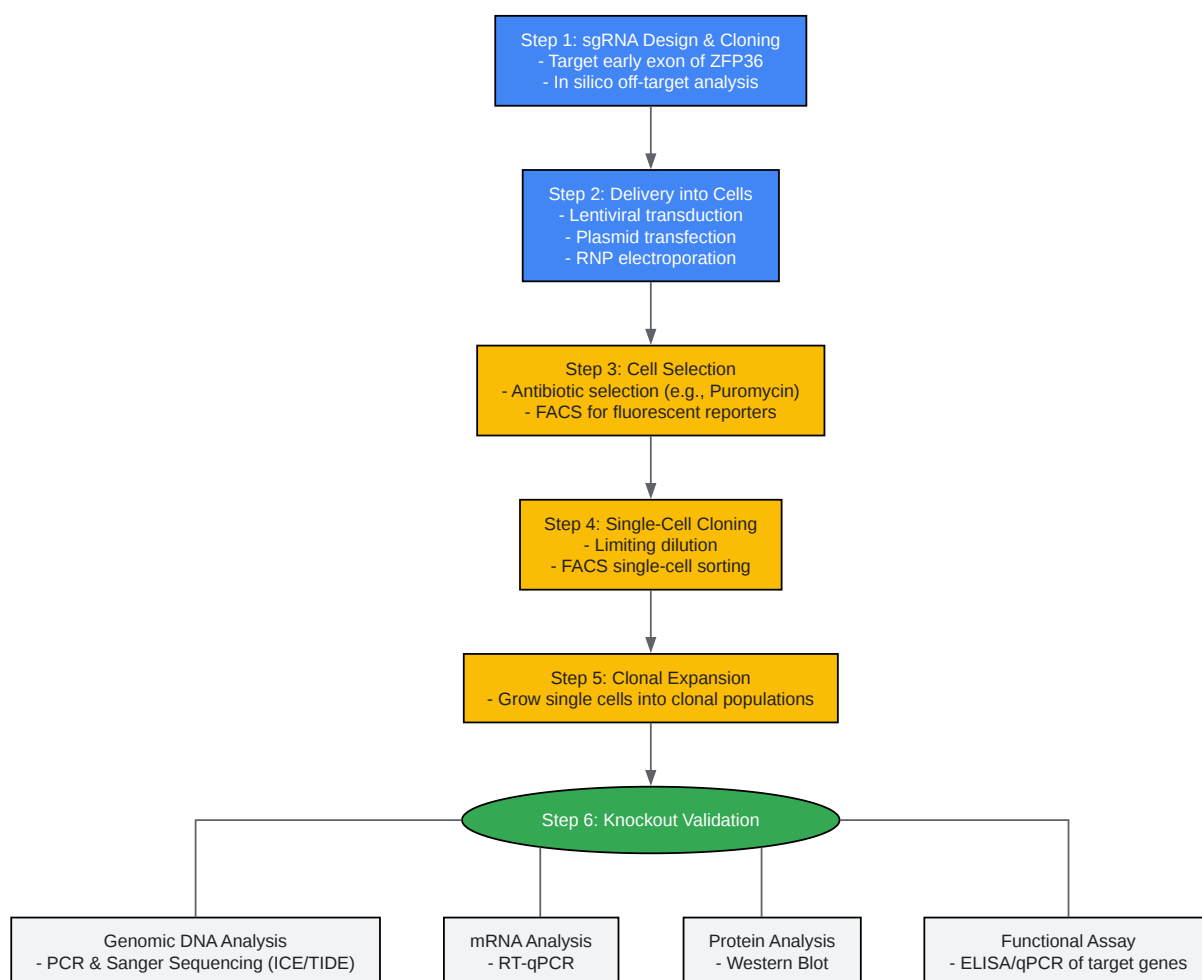 Step 1: sgRNA Design & Cloning
- Target early exon of ZFP36
- In silico off-target analysis
Step 2: Delivery into Cells
- Lentiviral transduction
- Plasmid transfection
- RNP electroporation
Step 3: Cell Selection
- Antibiotic selection (e.g., Puromycin)
- FACS for fluorescent reporters
Step 4: Single-Cell Cloning
- Limiting dilution
- FACS single-cell sorting
Step 5: Clonal Expansion
- Grow single cells into clonal populations
Step 6: Knockout Validation
Genomic DNA Analysis
- PCR & Sanger Sequencing (ICE/TIDE)
mRNA Analysis
- RT-qPCR
Protein Analysis
- Western Blot
Functional Assay
- ELISA/qPCR of target genes